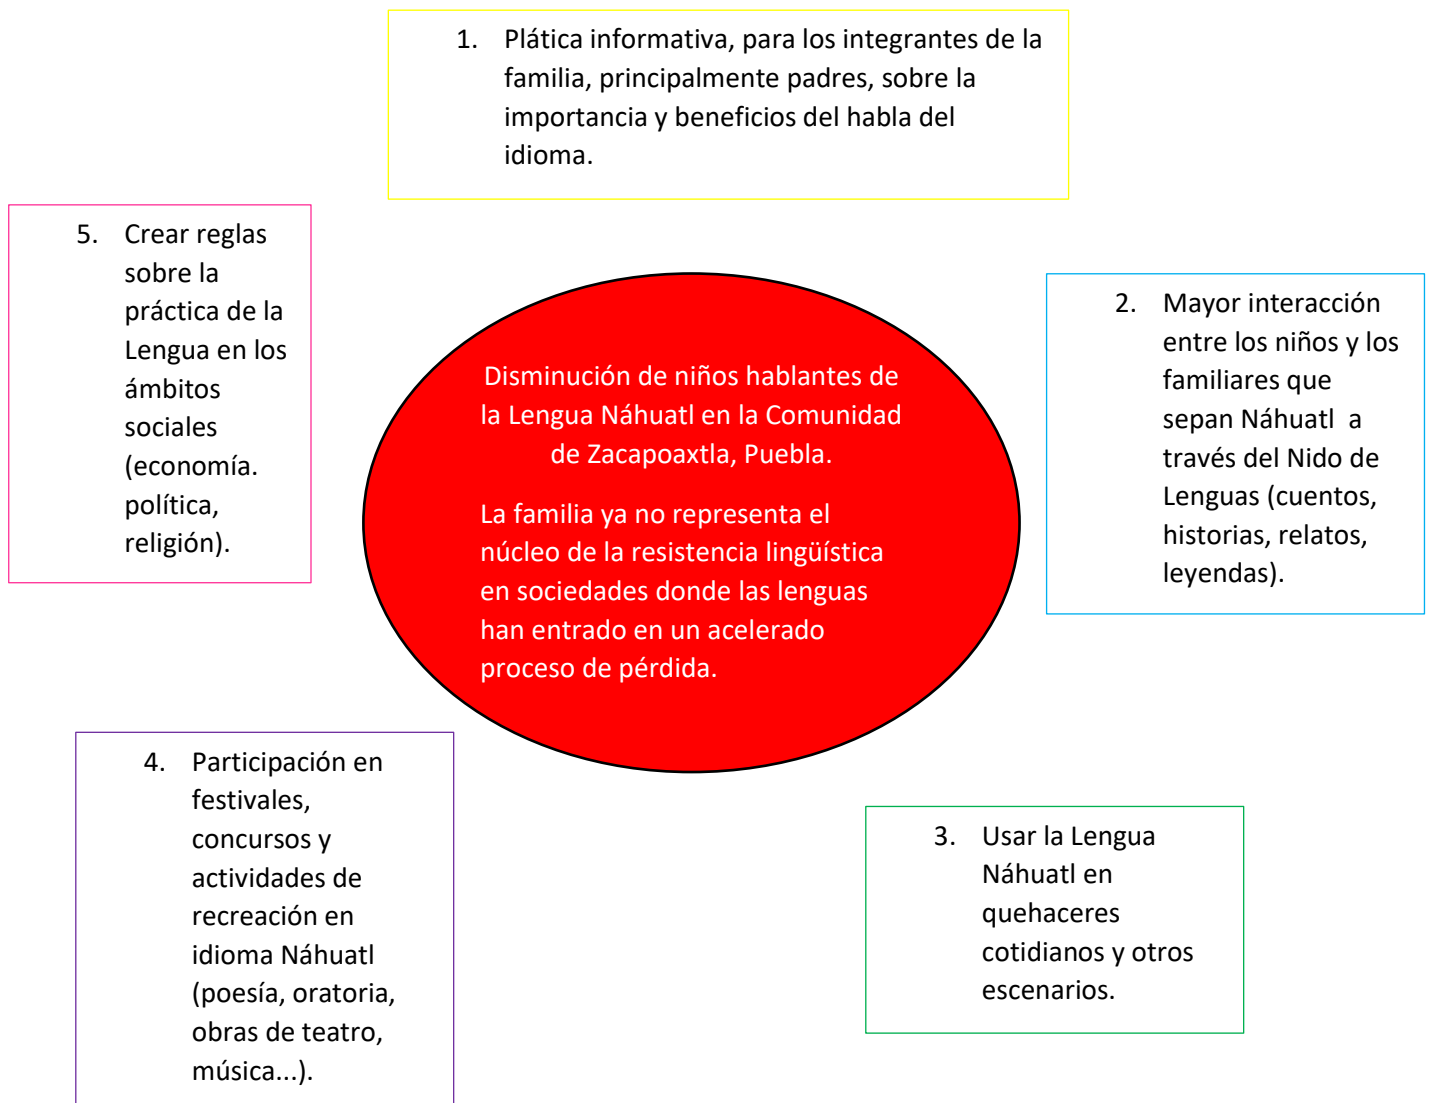 1. Plática informativa, para los integrantes de la
familia, principalmente padres, sobre la
importancia y beneficios del habla del
idioma.
5. Crear reglas
sobre la
práctica de la
Lengua en los
ámbitos
sociales
(economía.
política,
religión).
Disminución de niños hablantes de
la Lengua Náhuatl en la Comunidad
de Zacapoaxtla, Puebla.
La familia ya no representa el
núcleo de la resistencia lingüística
en sociedades donde las lenguas
han entrado en un acelerado
proceso de pérdida.
2. Mayor interacción
entre los niños y los
familiares que
sepan Náhuatl a
través del Nido de
Lenguas (cuentos,
historias, relatos,
leyendas).
4. Participación en
festivales,
concursos y
actividades de
recreación en
idioma Náhuatl
(poesía, oratoria,
obras de teatro,
música...).
3. Usar la Lengua
Náhuatl en
quehaceres
cotidianos y otros
escenarios.